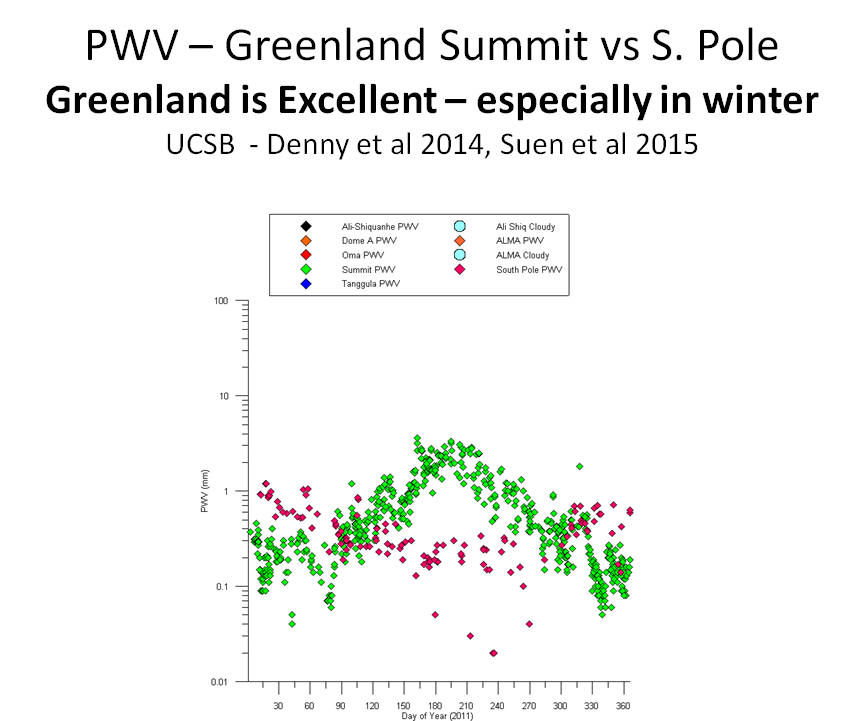 PWV – Greenland Summit vs S. Pole
Greenland is Excellent – especially in winter
UCSB - Denny et al 2014, Suen et al 2015
Ali-Shiquanhe PWV
Dome A PWV
Oma PWV
Summit PWV
Tanggula PWV
Ali Shiq Cloudy
ALMA PWV
ALMA Cloudy
South Pole PWV
100
10
1
0.1
0.01
PWV (mm)
30 60 90 120 150 180 210 240 270 300 330 360
Day of Year (2011)